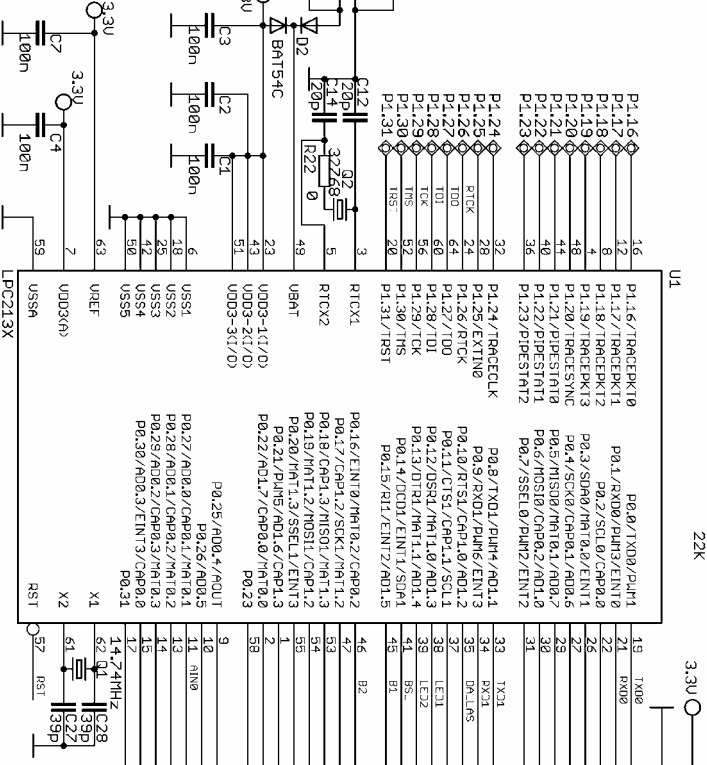 U1
LPC213X
P1.16
P1.17
P1.18
P1.19
P1.20
P1.21
P1.22
P1.23
P1.24
P1.25
P1.26
P1.27
P1.28
P1.29
P1.30
P1.31
RTCK
TDO
TDI
TCK
TMS
16
12
8
4
48
44
40
36
32
28
24
64
60
56
52
20
3
5
49
23
43
51
6
18
25
42
50
63
7
59
P1.16/TRACEPKT0
P1.17/TRACEPKT1
P1.18/TRACEPKT2
P1.19/TRACEPKT3
P1.20/TRACESYNC
P1.21/PIPESTAT0
P1.22/PIPESTAT1
P1.23/PIPESTAT2
P1.24/TRACECLK
P1.25/EXTIN0
P1.26/RTCK
P1.27/TDO
P1.28/TDI
P1.29/TCK
P1.30/TMS
P1.31/TRST
RTCX1
RTCX2
VBAT
VDD3-1(I/O)
VDD3-2(I/O)
VDD3-3(I/O)
VSS1
VSS2
VSS3
VSS4
VSS5
VREF
VDD3(A)
VSSA
P0.0/TXD0/PWM1
P0.1/RXD0/PWM3/EINT0
P0.2/SCL0/CAP0.0
P0.3/SDA0/MAT0.0/EINT1
P0.4/SCK0/CAP0.1/AD0.6
P0.5/MISO0/MAT0.1/AD0.7
P0.6/MOSI0/CAP0.2/AD1.0
P0.7/SSEL0/PWM2/EINT2
P0.8/TXD1/PWM4/AD1.1
P0.9/RXD1/PWM6/EINT3
P0.10/RTS1/CAP1.0/AD1.2
P0.11/CTS1/CAP1.1/SCL1
P0.12/DSR1/MAT1.0/AD1.3
P0.13/DTR1/MAT1.1/AD1.4
P0.14/DCD1/EINT1/SDA1
P0.15/RI1/EINT2/AD1.5
P0.16/EINT0/MAT0.2/CAP0.2
P0.17/CAP1.2/SCK1/MAT1.2
P0.18/CAP1.3/MISO1/MAT1.3
P0.19/MAT1.2/MOSI1/CAP1.2
P0.20/MAT1.3/SSEL1/EINT3
P0.21/PWM5/AD1.6/CAP1.3
P0.22/AD1.7/CAP0.0/MAT0.0
P0.23
P0.25/AD0.4/AOUT
P0.26/AD0.5
P0.27/AD0.0/CAP0.1/MAT0.1
P0.28/AD0.1/CAP0.2/MAT0.2
P0.29/AD0.2/CAP0.3/MAT0.3
P0.30/AD0.3/EINT3/CAP0.0
P0.31
X1
X2
RST
19 TXD0
21 RXD0
22
26
27
29
30
31
33 TXD1
34 RXD1
35
37
38 LED1
39 LED2
41
45 B1
46 B2
47
53
54
55
1
2
58
9
10
11 AIN0
13
14
15
17
62
61
57 RST
Q1
14.74MHz
C28
39p
C27
39p
C12
20p
C14
20p
Q2
32768
R22
0
D2
BAT54C
C3
100n
C2
C1
100n
C7
100n
C4
100n
3.3V
3.3V
3.3V
22K